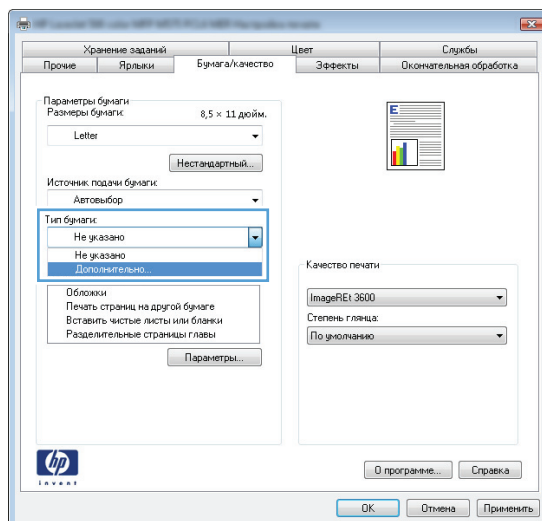 Хранение заданий Цвет Службы
Прочие Ярлыки Бумага/качество Эффекты Окончательная обработка
Параметры бумаги
Размеры бумаги: 8,5 × 11 дюйм.
Letter
Нестандартный...
Источник подачи бумаги:
Автовыбор
Тип бумаги:
Не указано
Не указано
Дополнительно...
Обложки
Печать страниц на другой бумаге
Вставить чистые листы или бланки
Разделительные страницы главы
Параметры...
E
Качество печати
ImageREt 3600
Степень глянца:
По умолчанию
hp
invent
О программе... Справка
OK Отмена Применить